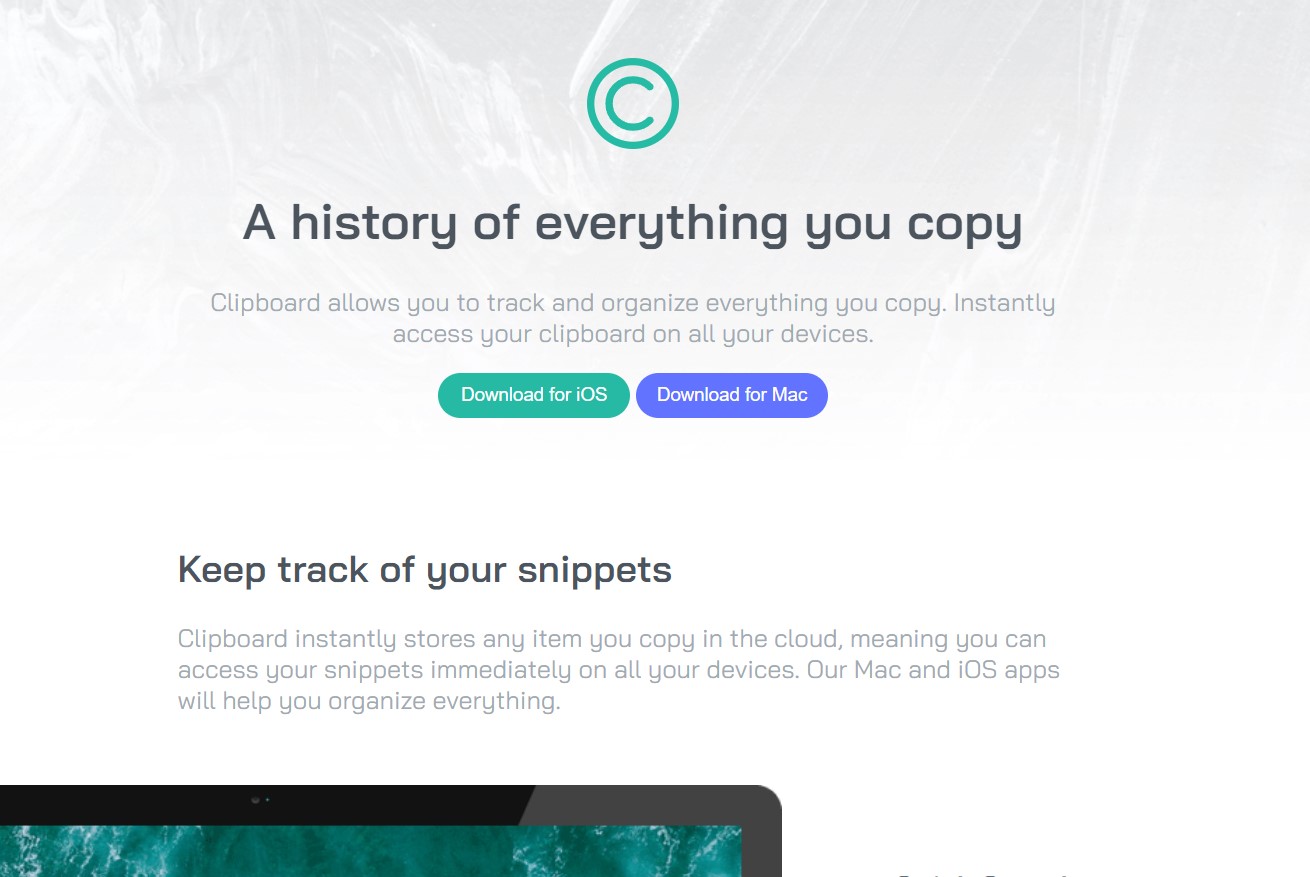 A history of everything you copy
Clipboard allows you to track and organize everything you copy. Instantly
access your clipboard on all your devices.
Download for iOS Download for Mac
Keep track of your snippets
Clipboard instantly stores any item you copy in the cloud, meaning you can
access your snippets immediately on all your devices. Our Mac and iOS apps
will help you organize everything.